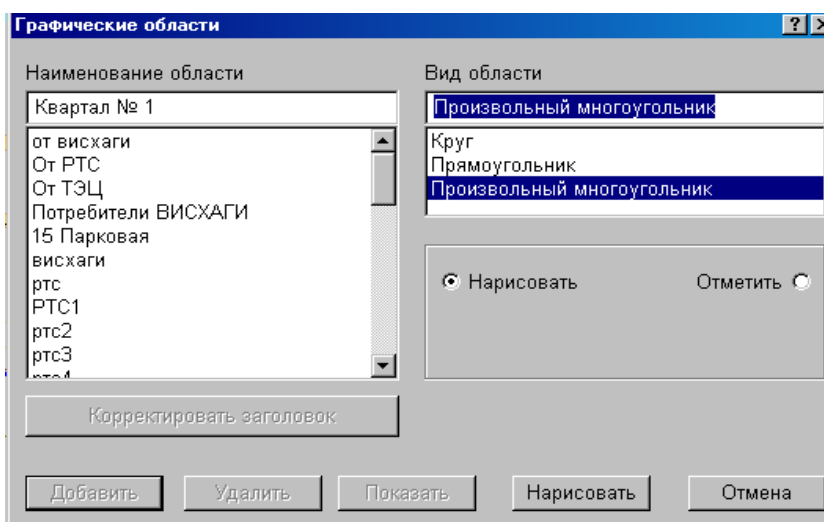 Графические области
Наименование области
Квартал № 1
от висхаги
От РТС
От ТЭЦ
Потребители ВИСХАГИ
15 Парковая
висхаги
ртс
РТС1
ртс2
ртс3
Корректировать заголовок
Вид области
Произвольный многоугольник
Круг
Прямоугольник
Произвольный многоугольник
Нарисовать
Отметить
Добавить
Удалить
Показать
Нарисовать
Отмена